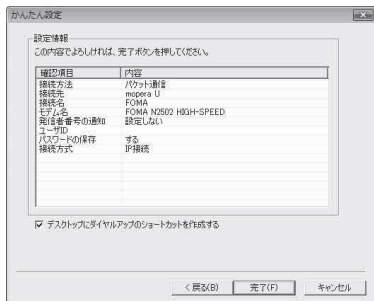 かんたん設定
設定情報
この内容でよろしければ、完了ボタンを押してください。
確認項目 内容
接続方法 パケット通信
接続先 mopera U
接続名 FOMA
モデム名 FOMA N2502 HIGH-SPEED
発信者番号の通知 設定しない
ユーザID
パスワードの保存 する
接続方式 IP接続
デスクトップにダイヤルアップのショートカットを作成する
< 戻る(B) 完了(F) キャンセル